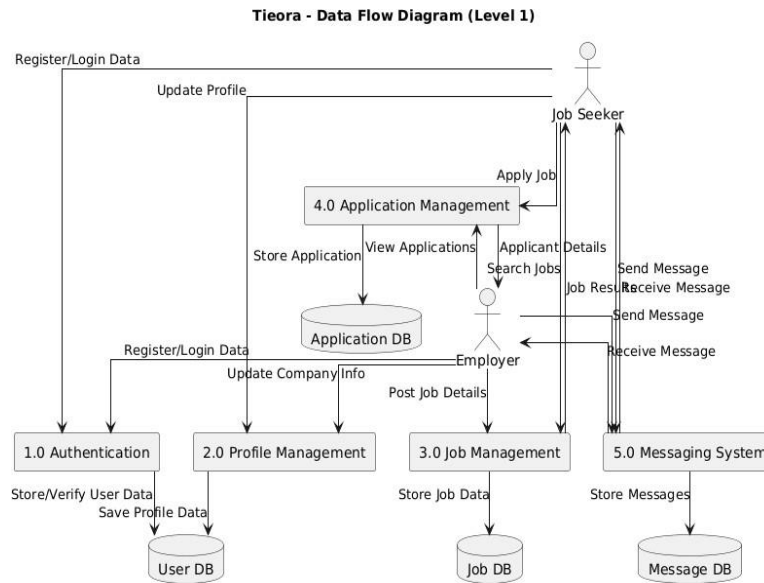 Tieora - Data Flow Diagram (Level 1)
Register/Login Data
Update Profile
Job Seeker
Apply Job
4.0 Application Management
Store Application
View Applications
Applicant Details
Search Jobs
Send Message
Job Results
Receive Message
Send Message
Application DB
Employer
Receive Message
Register/Login Data
Update Company Info
Post Job Details
1.0 Authentication
2.0 Profile Management
3.0 Job Management
5.0 Messaging System
Store/Verify User Data
Save Profile Data
Store Job Data
Store Messages
User DB
Job DB
Message DB